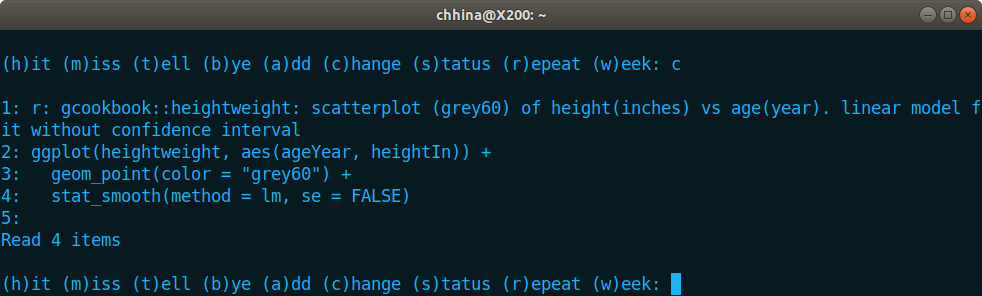 chhina@X200: ~
(h)it (m)iss (t)ell (b)ye (a)dd (c)hange (s)tatus (r)epeat (w)eek: c
1: r: gcookbook::heightweight: scatterplot (grey60) of height(inches) vs age(year). linear model f
it without confidence interval
2: ggplot(heightweight, aes(ageYear, heightIn)) +
3:   geom_point(color = "grey60") +
4:   stat_smooth(method = lm, se = FALSE)
5:
Read 4 items
(h)it (m)iss (t)ell (b)ye (a)dd (c)hange (s)tatus (r)epeat (w)eek: